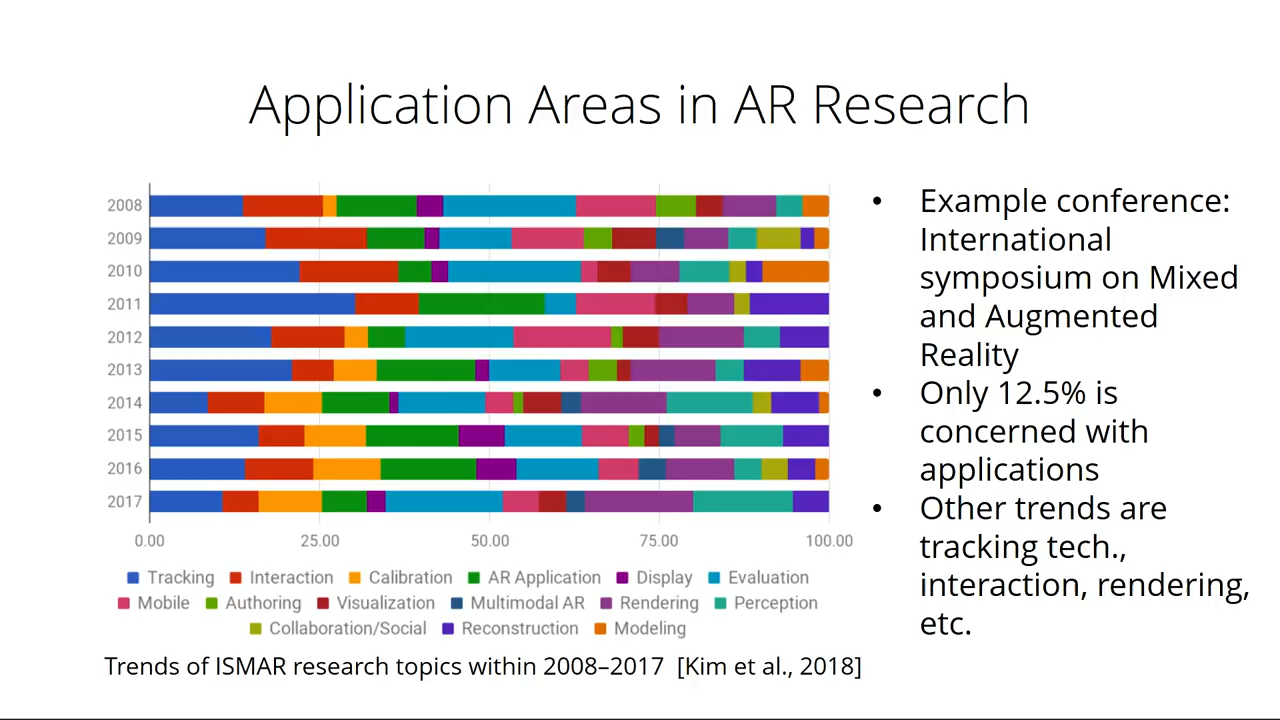 Application Areas in AR Research
2008
2009
2010
2011
2012
2013
2014
2015
2016
2017
0.00 25.00 50.00 75.00 100.00
Tracking Interaction Calibration AR Application Display Evaluation
Mobile Authoring Visualization Multimodal AR Rendering Perception
Collaboration/Social Reconstruction Modeling
Trends of ISMAR research topics within 2008–2017 [Kim et al., 2018]
• Example conference:
International
symposium on Mixed
and Augmented
Reality
• Only 12.5% is
concerned with
applications
• Other trends are
tracking tech.,
interaction, rendering,
etc.